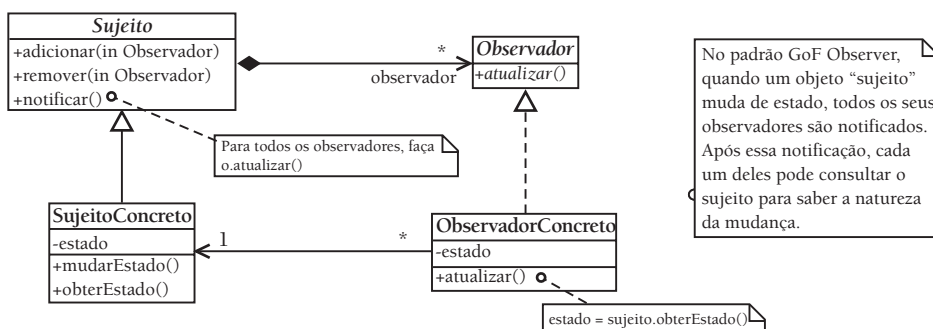 Sujeito
+adicionar(in Observador)
+remover(in Observador)
+notificar()
*
observador
Observador
+atualizar()
Para todos os observadores, faça
o.atualizar()
No padrão GoF Observer,
quando um objeto “sujeito”
muda de estado, todos os seus
observadores são notificados.
Após essa notificação, cada
um deles pode consultar o
sujeito para saber a natureza
da mudança.
SujeitoConcreto
-estado
+mudarEstado()
+obterEstado()
1
*
ObservadorConcreto
-estado
+atualizar()
estado = sujeito.obterEstado()